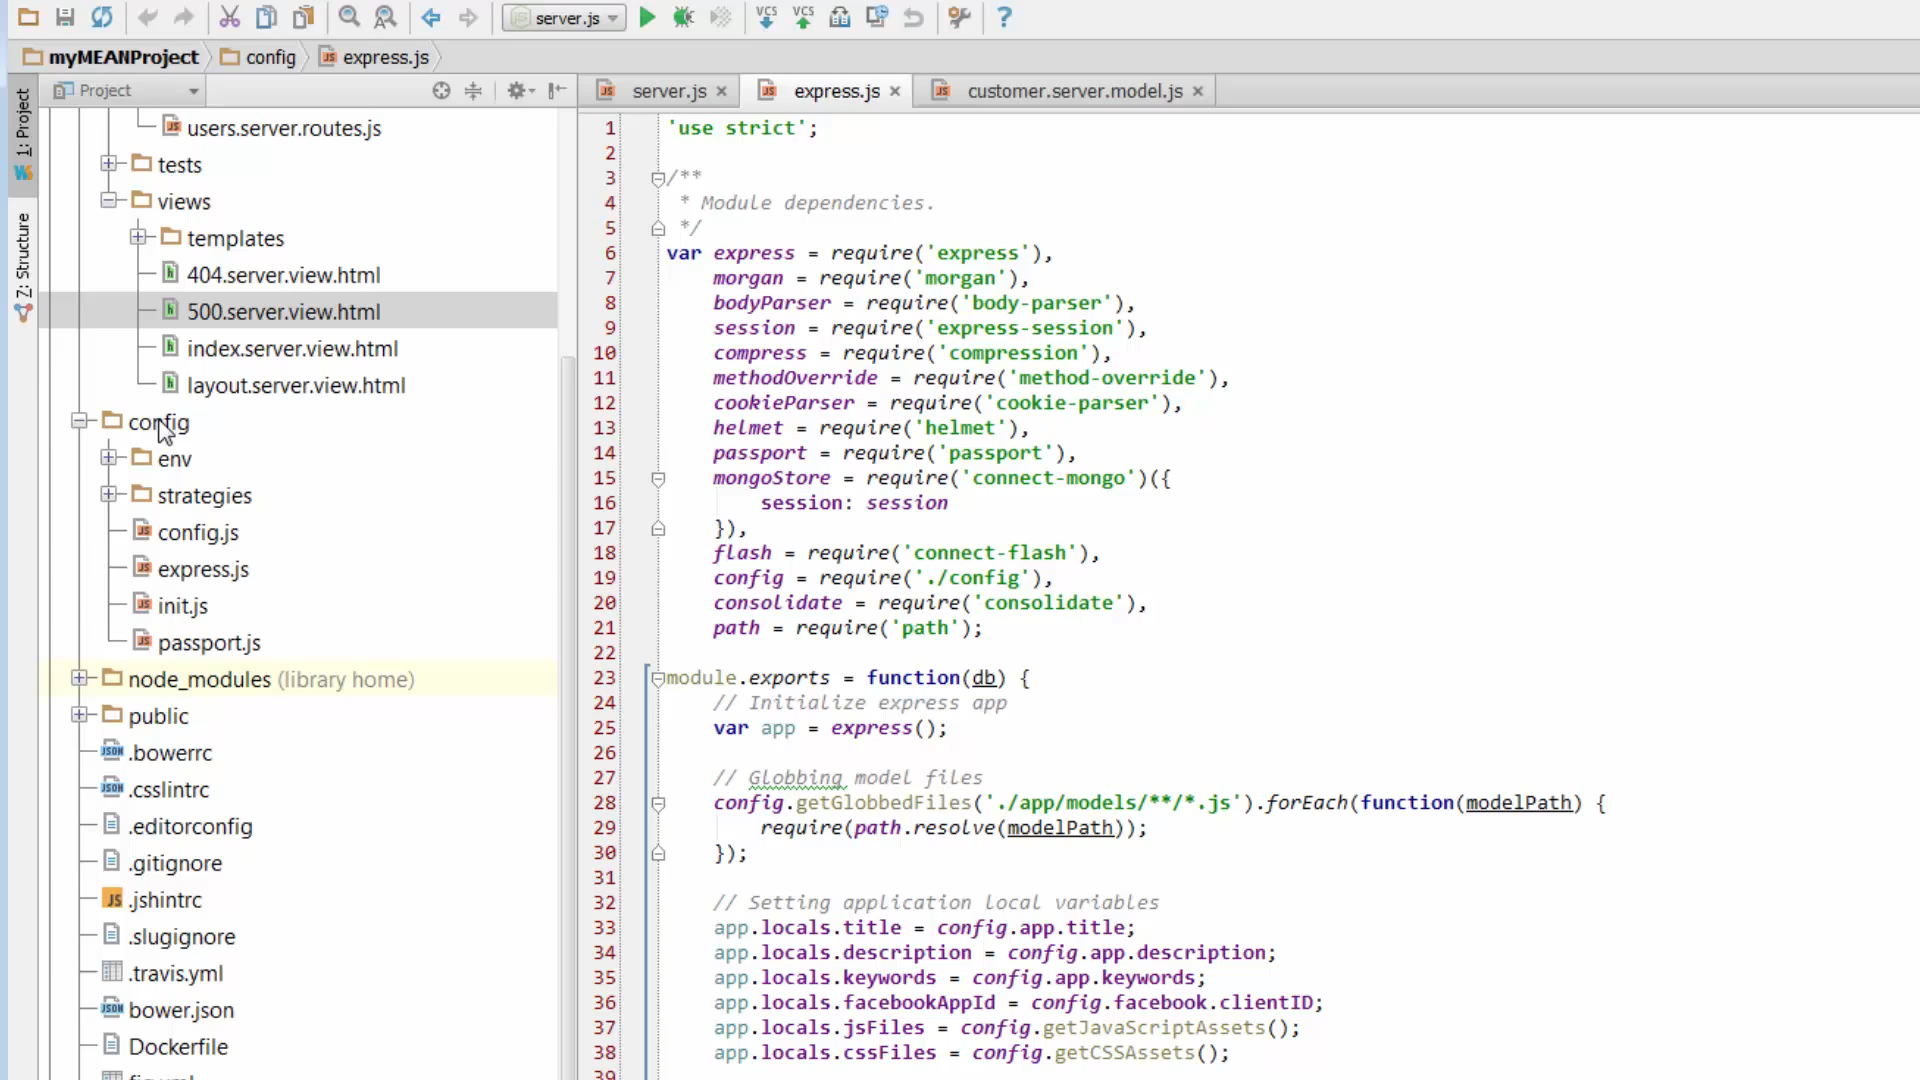 server.js
VCS VCS
?
myMEANProject config express.js
1: Project
Z: Structure
Project
users.server.routes.js
tests
views
templates
404.server.view.html
500.server.view.html
index.server.view.html
layout.server.view.html
config
env
strategies
config.js
express.js
init.js
passport.js
node_modules (library home)
public
.bowerrc
.csslintrc
.editorconfig
.gitignore
.jshintrc
.slugignore
.travis.yml
bower.json
Dockerfile
server.js express.js customer.server.model.js
1 'use strict';
2
3 /**
4 * Module dependencies.
5 */
6 var express = require('express'),
7 morgan = require('morgan'),
8 bodyParser = require('body-parser'),
9 session = require('express-session'),
10 compress = require('compression'),
11 methodOverride = require('method-override'),
12 cookieParser = require('cookie-parser'),
13 helmet = require('helmet'),
14 passport = require('passport'),
15 mongoStore = require('connect-mongo')({
16 session: session
17 }),
18 flash = require('connect-flash'),
19 config = require('./config'),
20 consolidate = require('consolidate'),
21 path = require('path');
22
23 module.exports = function(db) {
24 // Initialize express app
25 var app = express();
26
27 // Globbing model files
28 config.getGlobbedFiles('./app/models/**/*.js').forEach(function(modelPath) {
29 require(path.resolve(modelPath));
30 });
31
32 // Setting application local variables
33 app.locals.title = config.app.title;
34 app.locals.description = config.app.description;
35 app.locals.keywords = config.app.keywords;
36 app.locals.facebookAppId = config.facebook.clientID;
37 app.locals.jsFiles = config.getJavaScriptAssets();
38 app.locals.cssFiles = config.getCSSAssets();
39